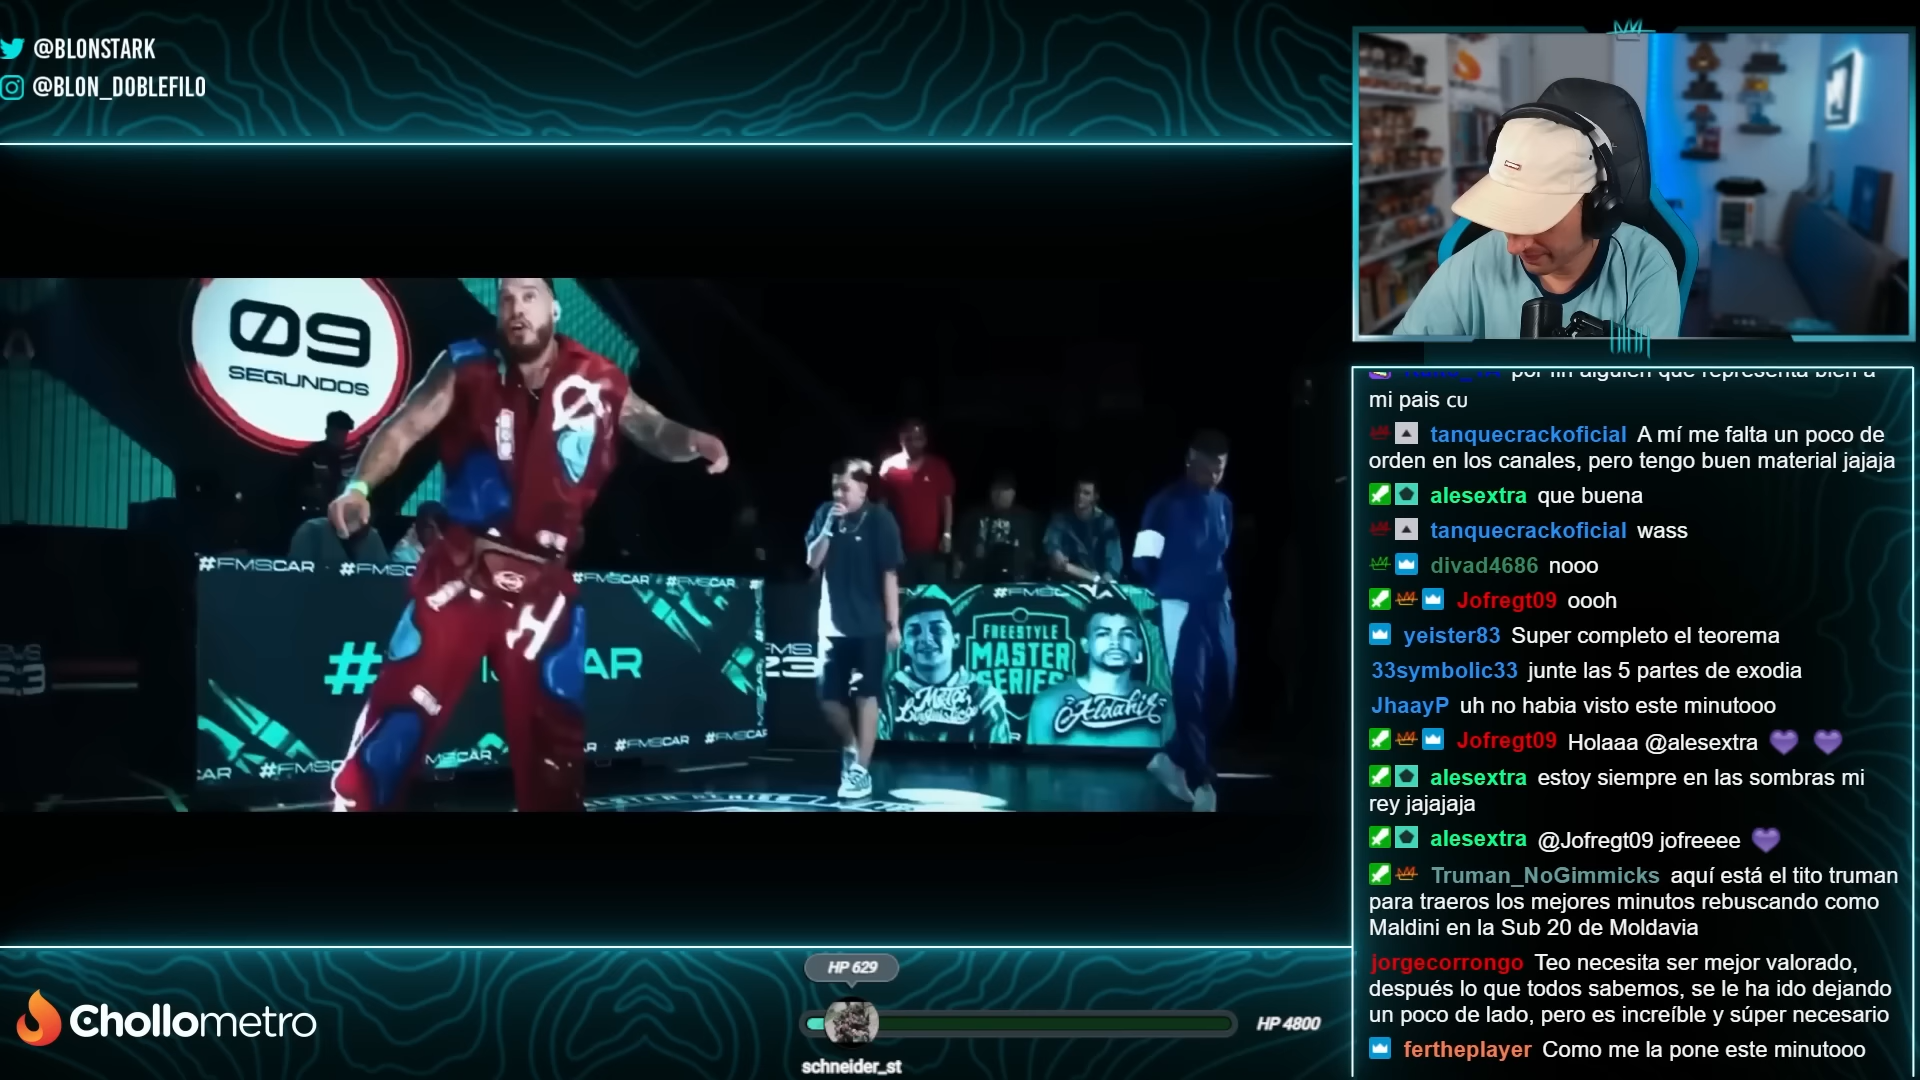 @BLONSTARK
@BLON_DOBLEFILO
09
SEGUNDOS
#FMSCAR
#FMSCAR
#FMSCAR
FREESTYLE
MASTER
SERIES
Aldahir
#FMSCAR
#FMSCAR
mi pais cu
tanquecrackoficial A mí me falta un poco de
orden en los canales, pero tengo buen material jajaja
alesextra que buena
tanquecrackoficial wass
divad4686 nooo
Jofregt09 oooh
yeister83 Super completo el teorema
33symbolic33 junte las 5 partes de exodia
JhaayP uh no habia visto este minutooo
Jofregt09 Holaaa @alesextra
alesextra estoy siempre en las sombras mi
rey jajajaja
alesextra @Jofregt09 jofreeee
Truman_NoGimmicks aquí está el tito truman
para traeros los mejores minutos rebuscando como
Maldini en la Sub 20 de Moldavia
jorgecorrongo Teo necesita ser mejor valorado,
después lo que todos sabemos, se le ha ido dejando
un poco de lado, pero es increíble y súper necesario
fertheplayer Como me la pone este minutooo
Chollometro
HP 629
HP 4800
schneider_st